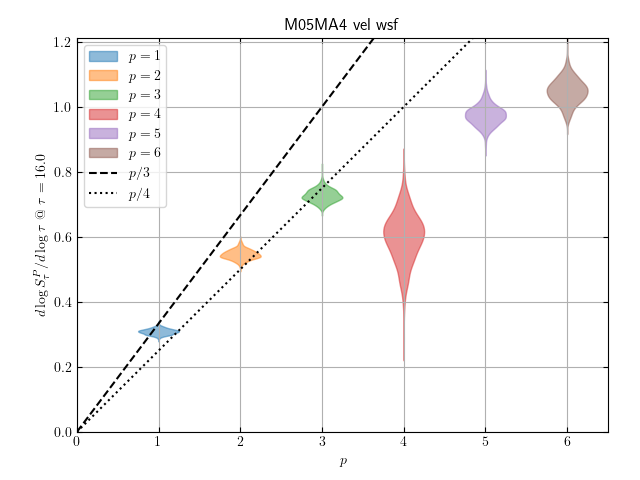 M05MA4 vel wsf
p = 1
p = 2
p = 3
p = 4
p = 5
p = 6
p/3
p/4
d log S_τ^P / d log τ @ τ = 16.0
1.2
1.0
0.8
0.6
0.4
0.2
0.0
0 1 2 3 4 5 6
p